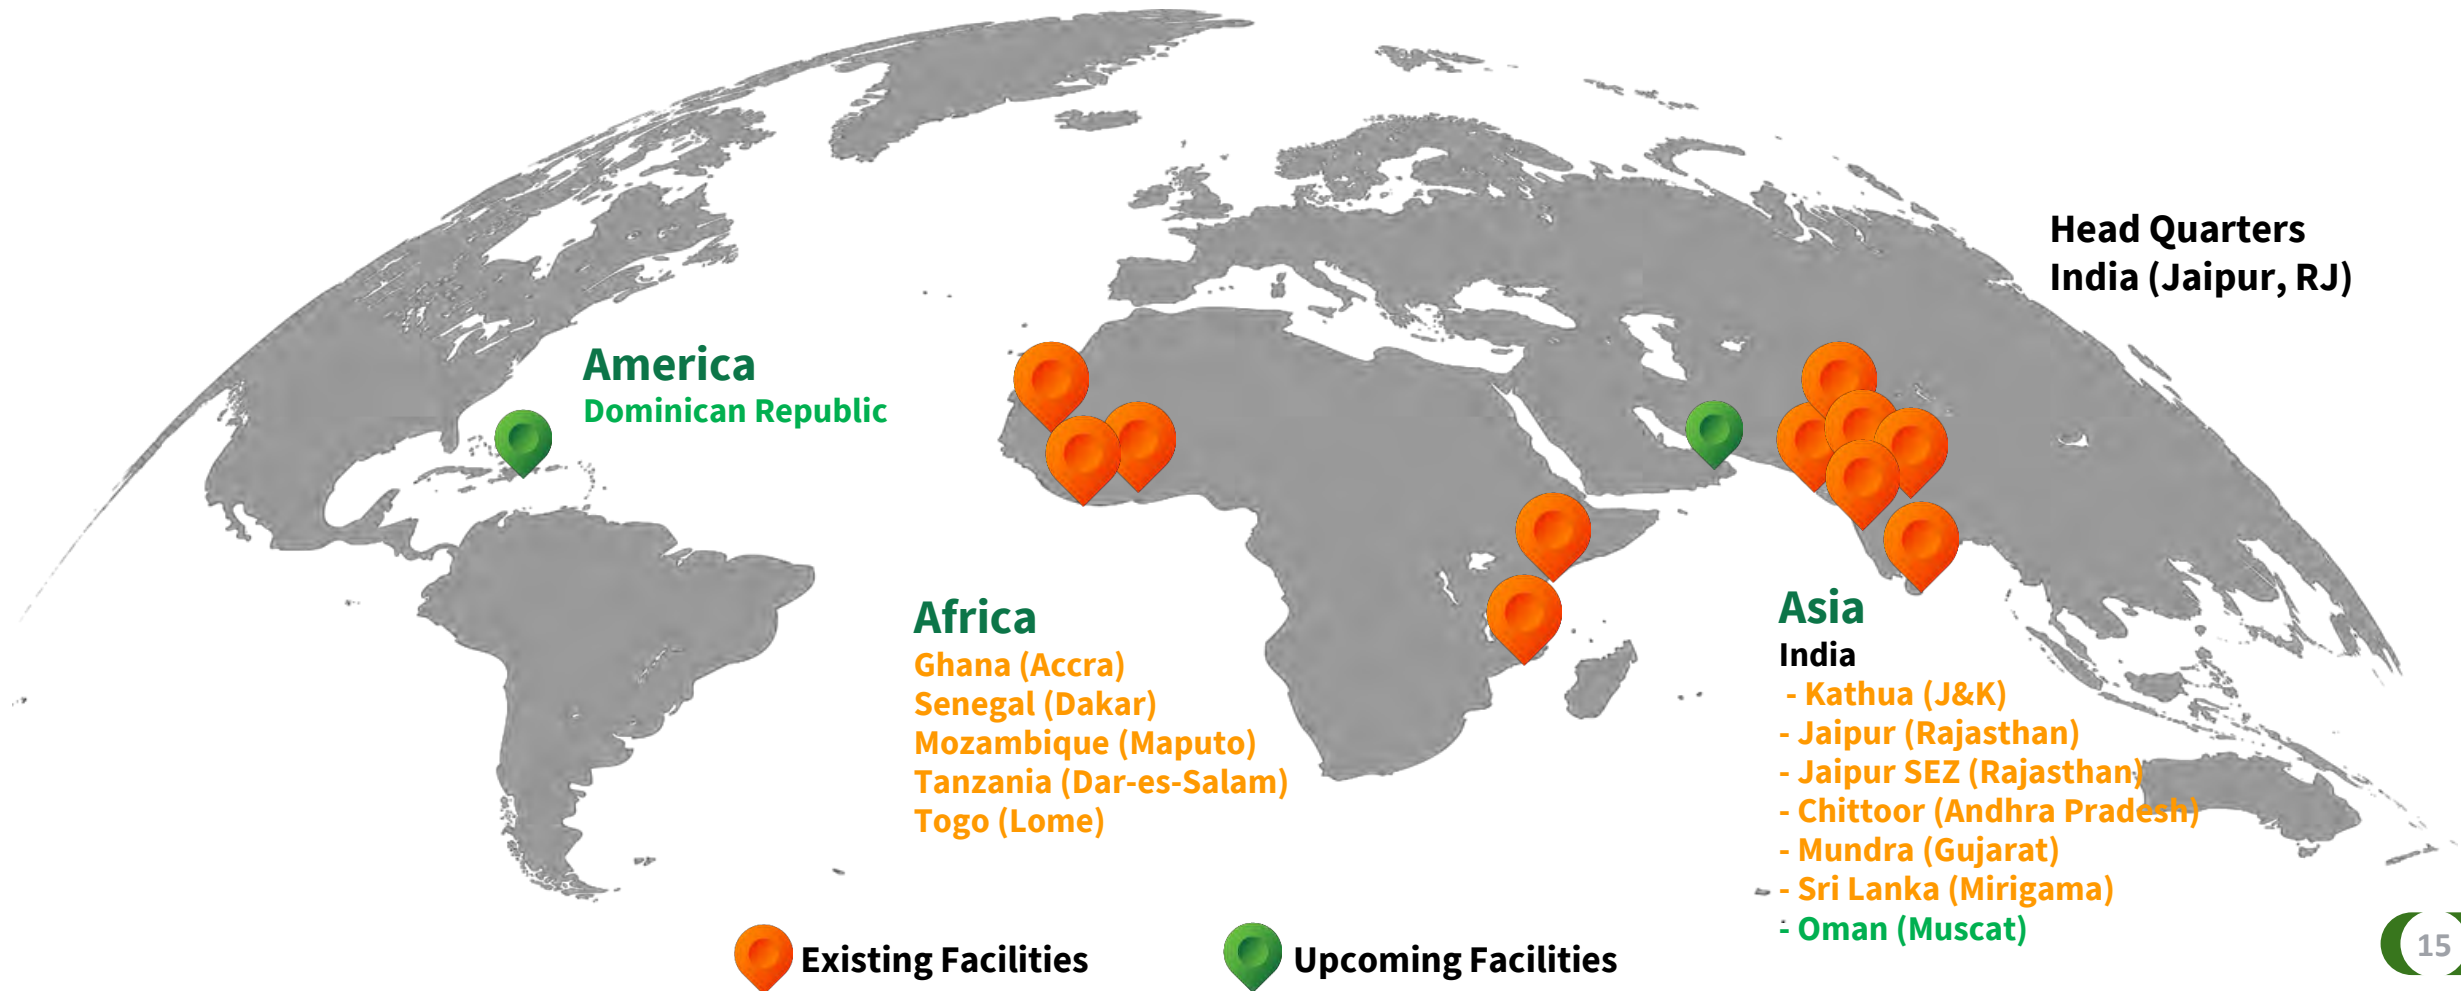 Head Quarters
India (Jaipur, RJ)
America
Dominican Republic
Africa
Ghana (Accra)
Senegal (Dakar)
Mozambique (Maputo)
Tanzania (Dar-es-Salam)
Togo (Lome)
Asia
India
- Kathua (J&K)
- Jaipur (Rajasthan)
- Jaipur SEZ (Rajasthan)
- Chittoor (Andhra Pradesh)
- Mundra (Gujarat)
- Sri Lanka (Mirigama)
- Oman (Muscat)
Existing Facilities
Upcoming Facilities
15